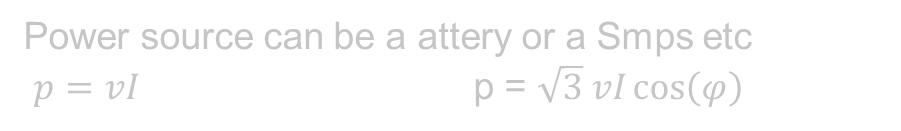 Power source can be a attery or a Smps etc
p = vI p = √3 vI cos(φ)